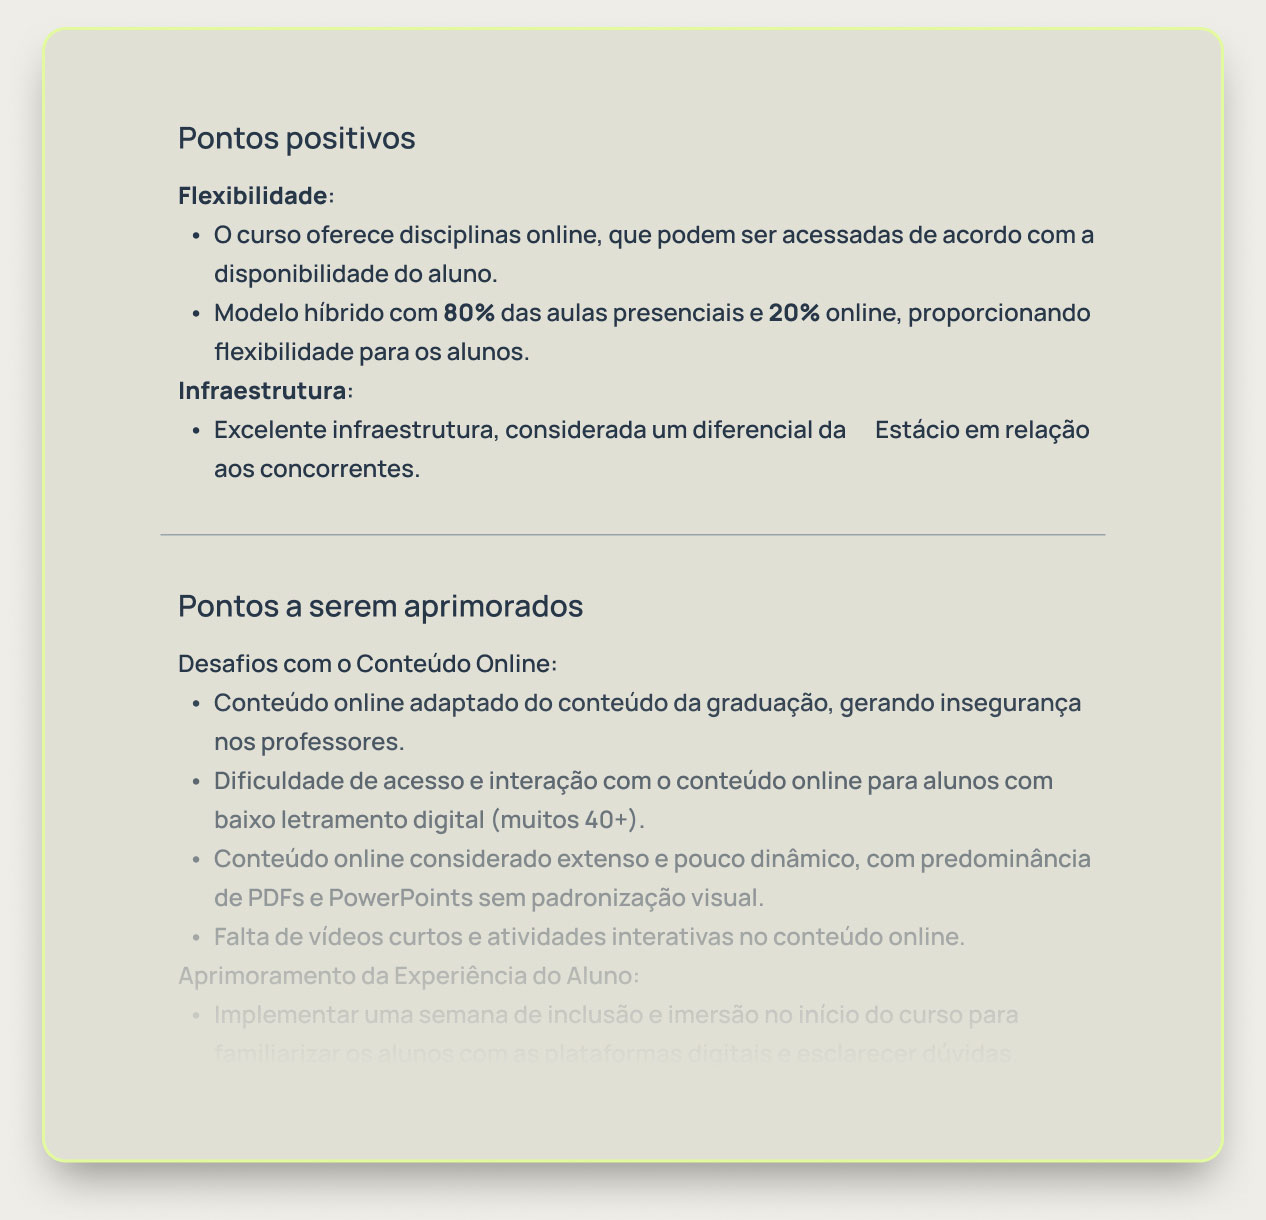 Pontos positivos
Flexibilidade:
• O curso oferece disciplinas online, que podem ser acessadas de acordo com a
disponibilidade do aluno.
• Modelo híbrido com 80% das aulas presenciais e 20% online, proporcionando
flexibilidade para os alunos.
Infraestrutura:
• Excelente infraestrutura, considerada um diferencial da Estácio em relação
aos concorrentes.
Pontos a serem aprimorados
Desafios com o Conteúdo Online:
• Conteúdo online adaptado do conteúdo da graduação, gerando insegurança
nos professores.
• Dificuldade de acesso e interação com o conteúdo online para alunos com
baixo letramento digital (muitos 40+).
• Conteúdo online considerado extenso e pouco dinâmico, com predominância
de PDFs e PowerPoints sem padronização visual.
• Falta de vídeos curtos e atividades interativas no conteúdo online.
Aprimoramento da Experiência do Aluno:
• Implementar uma semana de inclusão e imersão no início do curso para
familiarizar os alunos com as plataformas digitais e esclarecer dúvidas.